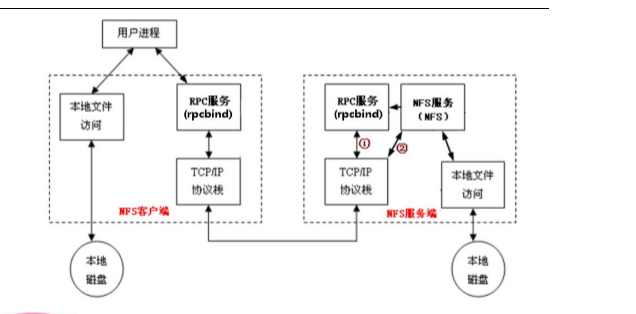 用户进程
本地文件
访问
RPC服务
(rpcbind)
TCP/IP
协议栈
NFS客户端
本地
磁盘
RPC服务
(rpcbind)
NFS服务
(NFS)
①
②
TCP/IP
协议栈
本地文件
访问
NFS服务端
本地
磁盘